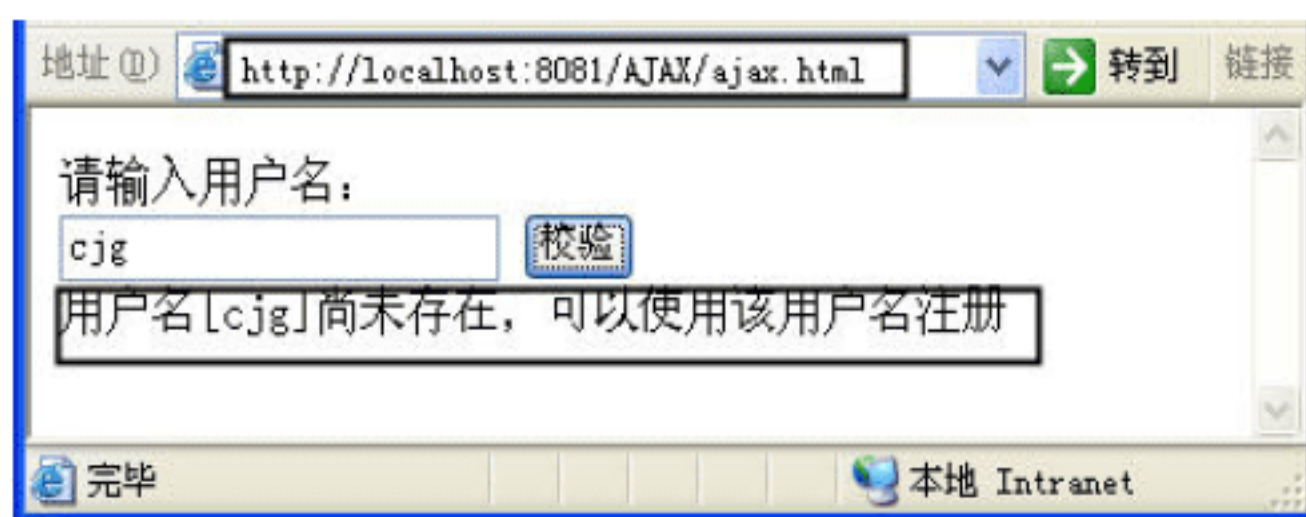 地址(D) http://localhost:8081/AJAX/ajax.html 转到 链接
请输入用户名：
cjg 校验
用户名[cjg]尚未存在，可以使用该用户名注册
完毕 本地 Intranet